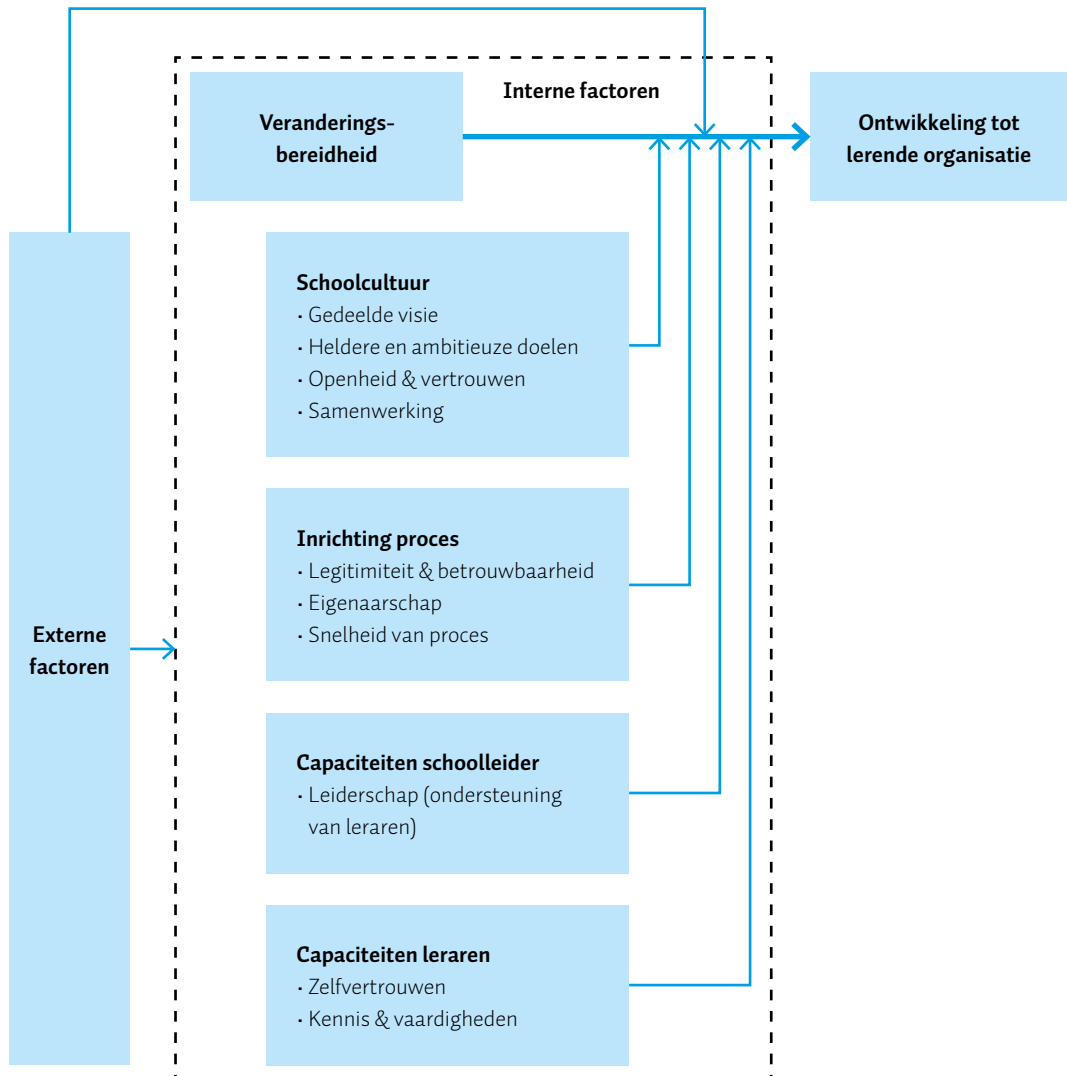 Interne factoren
Veranderings-
bereidheid
Ontwikkeling tot
lerende organisatie
Schoolcultuur
· Gedeelde visie
· Heldere en ambitieuze doelen
· Openheid & vertrouwen
· Samenwerking
Inrichting proces
· Legitimiteit & betrouwbaarheid
· Eigenaarschap
· Snelheid van proces
Externe
factoren
Capaciteiten schoolleider
· Leiderschap (ondersteuning
van leraren)
Capaciteiten leraren
· Zelfvertrouwen
· Kennis & vaardigheden